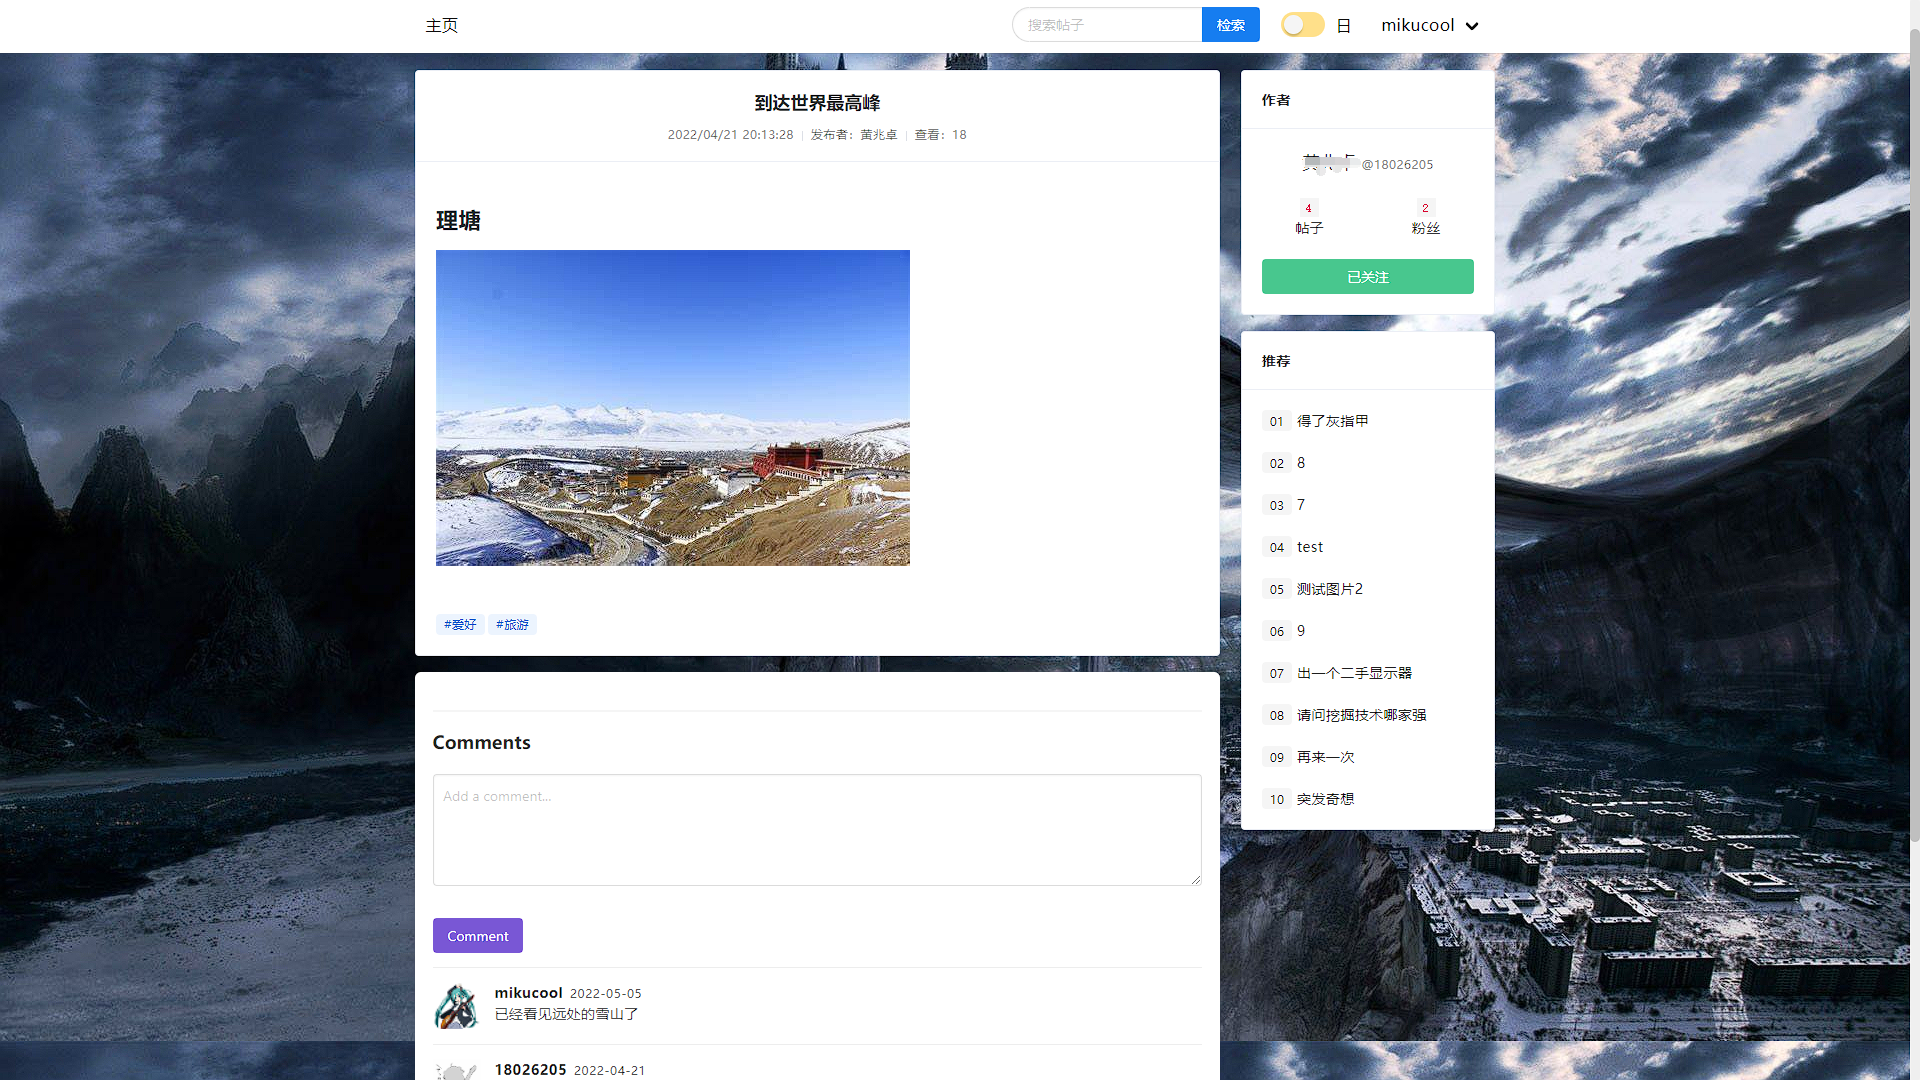 主页
搜索帖子
检索
日
mikucool
到达世界最高峰
2022/04/21 20:13:28 | 发布者：黄兆卓 | 查看：18
理塘
#爱好 #旅游
Comments
Add a comment...
Comment
mikucool 2022-05-05
已经看见远处的雪山了
18026205 2022-04-21
作者
@18026205
4
帖子
2
粉丝
已关注
推荐
01 得了灰指甲
02 8
03 7
04 test
05 测试图片2
06 9
07 出一个二手显示器
08 请问挖掘技术哪家强
09 再来一次
10 突发奇想